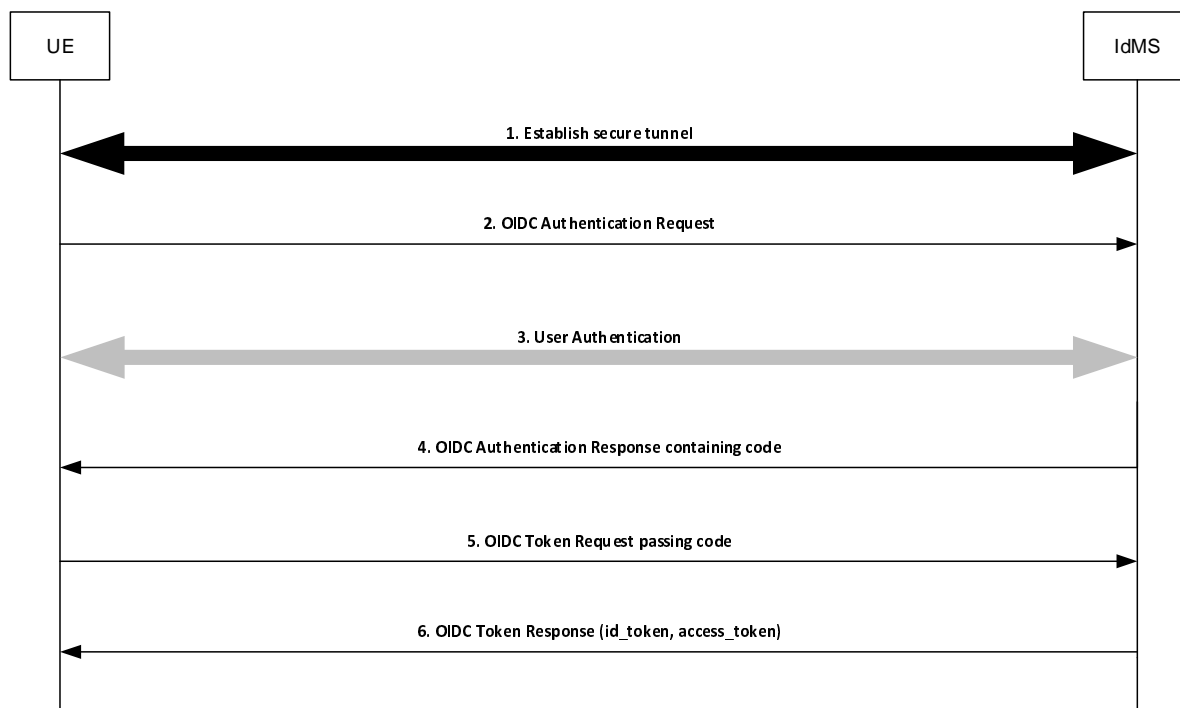 UE
IdMS
1. Establish secure tunnel
2. OIDC Authentication Request
3. User Authentication
4. OIDC Authentication Response containing code
5. OIDC Token Request passing code
6. OIDC Token Response (id_token, access_token)